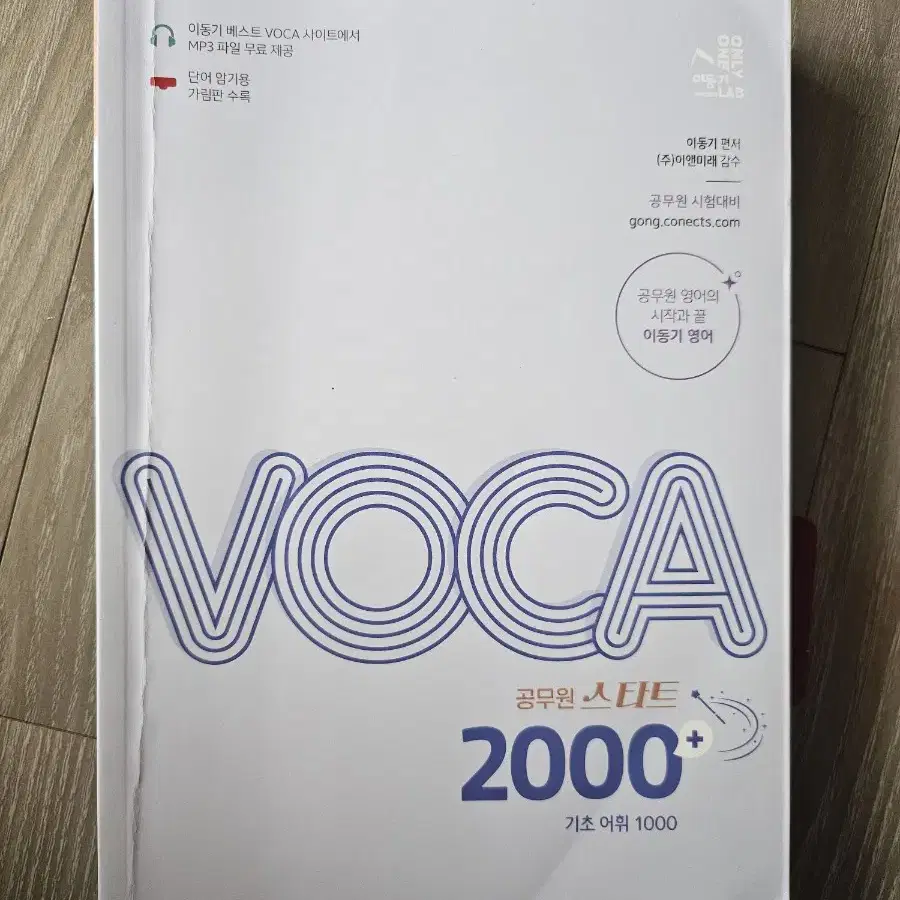 이동기 베스트 VOCA 사이트에서
MP3 파일 무료 제공
단어 암기용
가림판 수록
ONLY
ONE
이동기
LAB
이동기 편저
(주)이앤미래 감수
공무원 시험대비
gong.conects.com
공무원 영어의
시작과 끝
이동기 영어
VOCA
공무원 스타트
2000+
기초 어휘 1000